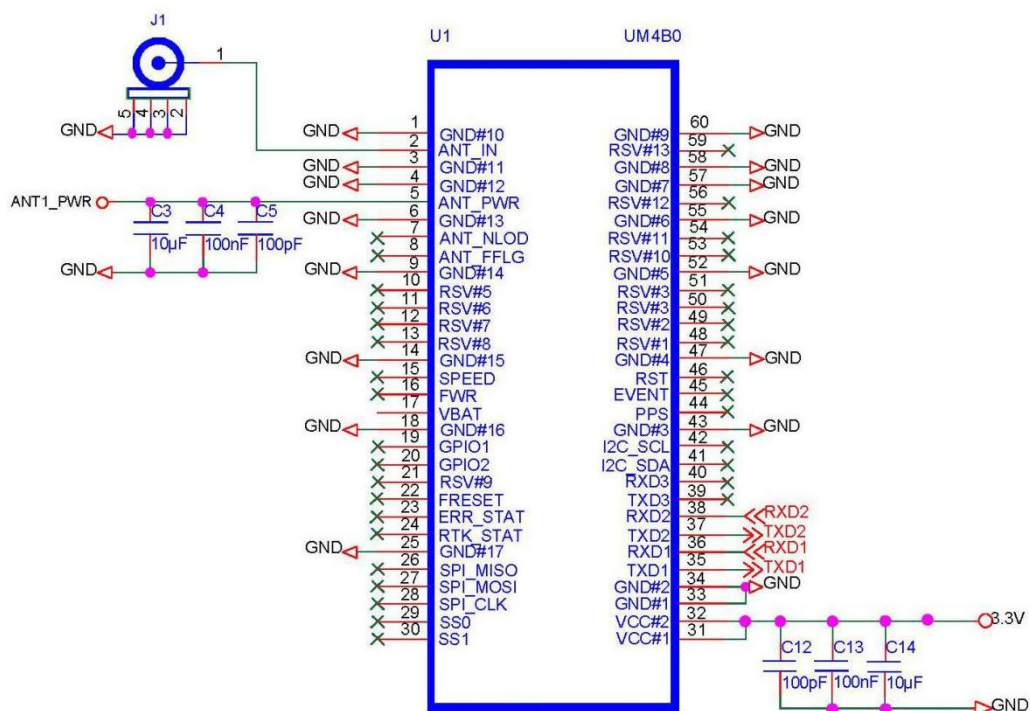 J1
1
5 4 3 2
GND
U1 UM4B0
GND 1 GND#10
2 ANT_IN
GND 3 GND#11
GND 4 GND#12
ANT1_PWR 5 ANT_PWR
GND 6 GND#13
7 ANT_NLOD
8 ANT_FFLG
GND 9 GND#14
10 RSV#5
11 RSV#6
12 RSV#7
13 RSV#8
GND 14 GND#15
15 SPEED
16 FWR
17 VBAT
GND 18 GND#16
19 GPIO1
20 GPIO2
21 RSV#9
22 FRESET
23 ERR_STAT
24 RTK_STAT
GND 25 GND#17
26 SPI_MISO
27 SPI_MOSI
28 SPI_CLK
29 SS0
30 SS1
C3 C4 C5
10µF 100nF 100pF
GND
GND#9 60 GND
RSV#13 59
GND#8 58 GND
GND#7 57 GND
RSV#12 56
GND#6 55 GND
RSV#11 54
RSV#10 53
GND#5 52 GND
RSV#3 51
RSV#3 50
RSV#2 49
RSV#1 48
GND#4 47 GND
RST 46
EVENT 45
PPS 44
GND#3 43 GND
I2C_SCL 42
I2C_SDA 41
RXD3 40
TXD3 39
RXD2 38 RXD2
TXD2 37 TXD2
RXD1 36 RXD1
TXD1 35 TXD1
GND#2 34 GND
GND#1 33
VCC#2 32 3.3V
VCC#1 31
C12 C13 C14
100pF 100nF 10µF
GND